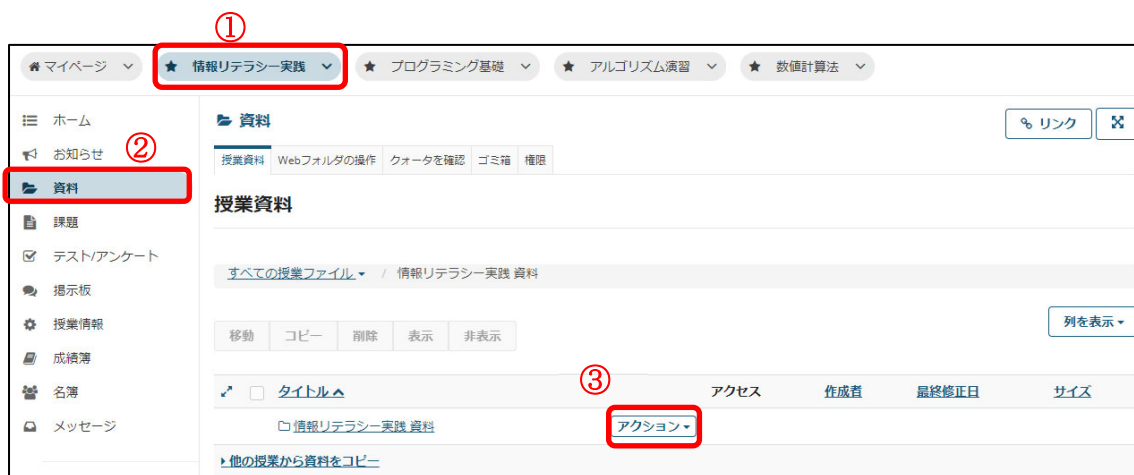 ①
マイページ ★ 情報リテラシー実践 ★ プログラミング基礎 ★ アルゴリズム演習 ★ 数値計算法
ホーム
お知らせ
②
資料
課題
テスト/アンケート
掲示板
授業情報
成績簿
名簿
メッセージ
資料
リンク
授業資料 Webフォルダの操作 クォータを確認 ゴミ箱 権限
授業資料
すべての授業ファイル / 情報リテラシー実践 資料
列を表示
移動 コピー 削除 表示 非表示
③
タイトル アクセス 作成者 最終修正日 サイズ
情報リテラシー実践 資料 アクション
他の授業から資料をコピー